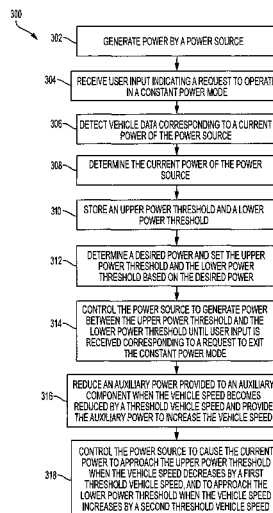 300
302
GENERATE POWER BY A POWER SOURCE
304
RECEIVE USER INPUT INDICATING A REQUEST TO OPERATE
IN A CONSTANT POWER MODE
306
DETECT VEHICLE DATA CORRESPONDING TO A CURRENT
POWER OF THE POWER SOURCE
308
DETERMINE THE CURRENT POWER OF THE POWER
SOURCE
310
STORE AN UPPER POWER THRESHOLD AND A LOWER
POWER THRESHOLD
312
DETERMINE A DESIRED POWER AND SET THE UPPER
POWER THRESHOLD AND THE LOWER POWER
THRESHOLD BASED ON THE DESIRED POWER
314
CONTROL THE POWER SOURCE TO GENERATE POWER
BETWEEN THE UPPER POWER THRESHOLD AND THE
LOWER POWER THRESHOLD UNTIL USER INPUT IS
RECEIVED CORRESPONDING TO A REQUEST TO EXIT
THE CONSTANT POWER MODE
316
REDUCE AN AUXILIARY POWER PROVIDED TO AN AUXILIARY
COMPONENT WHEN THE VEHICLE SPEED BECOMES
REDUCED BY A THRESHOLD VEHICLE SPEED AND PROVIDE
THE AUXILIARY POWER TO INCREASE THE VEHICLE SPEED
318
CONTROL THE POWER SOURCE TO CAUSE THE CURRENT
POWER TO APPROACH THE UPPER POWER THRESHOLD
WHEN THE VEHICLE SPEED DECREASES BY A FIRST
THRESHOLD VEHICLE SPEED, AND TO APPROACH THE
LOWER POWER THRESHOLD WHEN THE VEHICLE SPEED
INCREASES BY A SECOND THRESHOLD VEHICLE SPEED